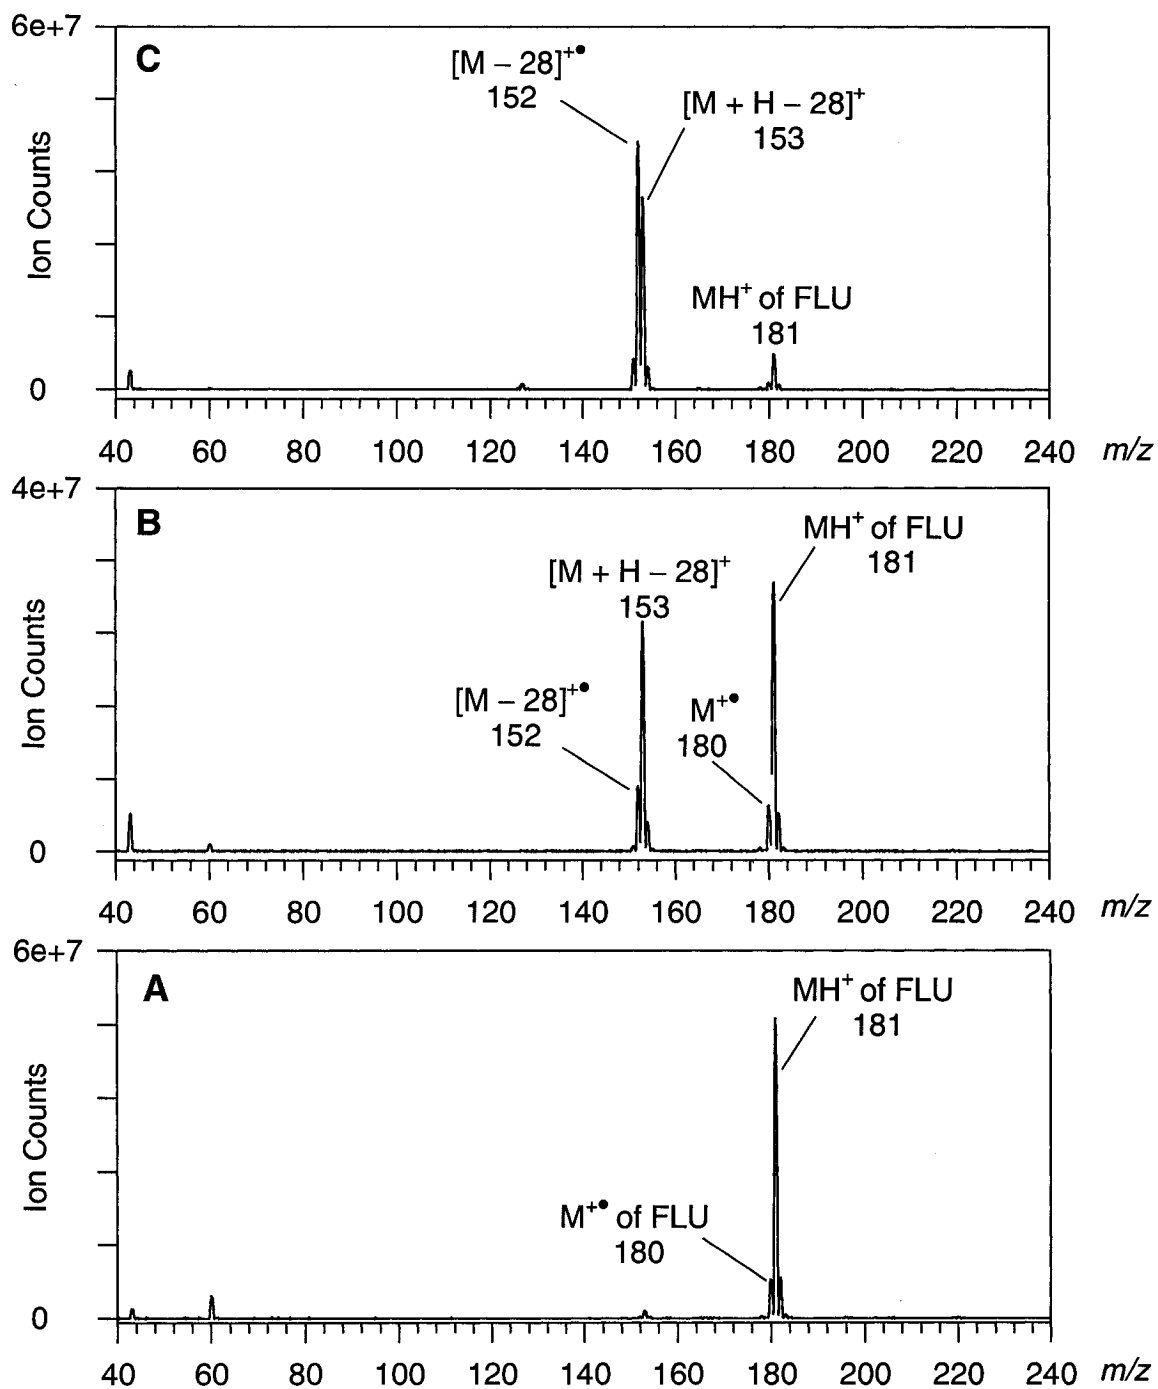 6e+7
C
[M – 28]⁺•
152
[M + H – 28]⁺
153
MH⁺ of FLU
181
Ion Counts
0
40 60 80 100 120 140 160 180 200 220 240 m/z
4e+7
B
MH⁺ of FLU
181
[M + H – 28]⁺
153
[M – 28]⁺•
152
M⁺•
180
Ion Counts
0
40 60 80 100 120 140 160 180 200 220 240 m/z
6e+7
A
MH⁺ of FLU
181
M⁺• of FLU
180
Ion Counts
0
40 60 80 100 120 140 160 180 200 220 240 m/z